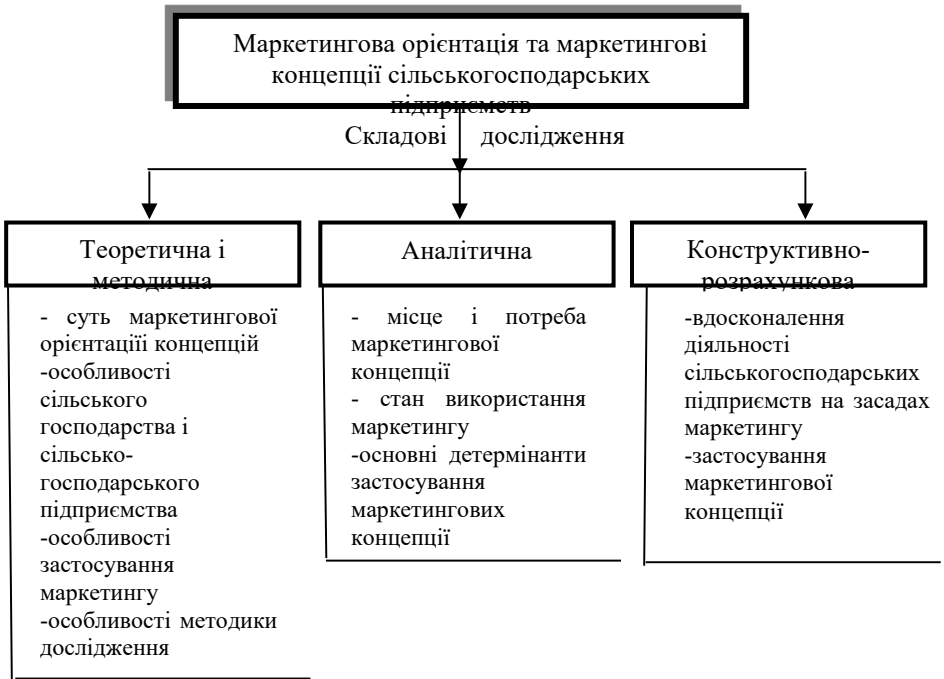 Маркетингова орієнтація та маркетингові
концепції сільськогосподарських
підприємств
Складові дослідження
Теоретична і
методична
- суть маркетингової
орієнтаціїі концепцій
-особливості
сільського
господарства і
сільсько-
господарського
підприємства
-особливості
застосування
маркетингу
-особливості методики
дослідження
Аналітична
- місце і потреба
маркетингової
концепції
- стан використання
маркетингу
-основні детермінанти
застосування
маркетингових
концепції
Конструктивно-
розрахункова
-вдосконалення
діяльності
сільськогосподарських
підприємств на засадах
маркетингу
-застосування
маркетингової
концепції